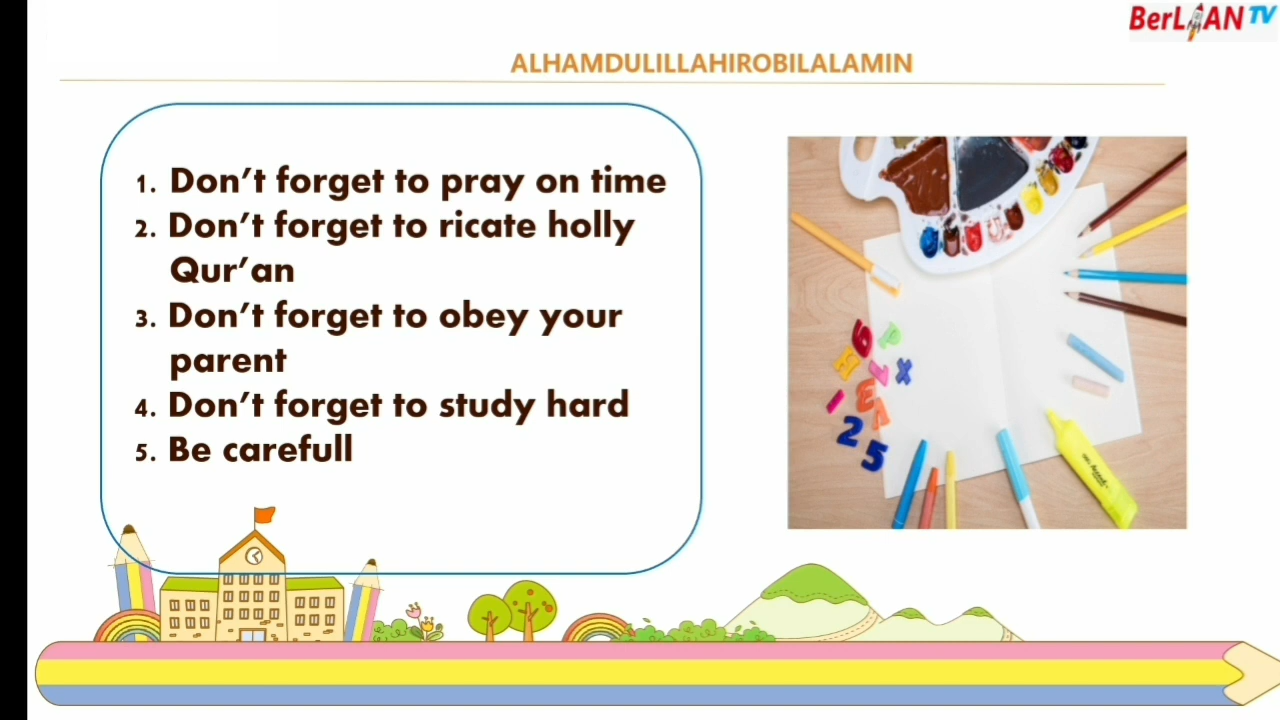 BerLiAN TV
ALHAMDULILLAHIROBILALAMIN
1. Don't forget to pray on time
2. Don't forget to ricate holly
Qur'an
3. Don't forget to obey your
parent
4. Don't forget to study hard
5. Be carefull